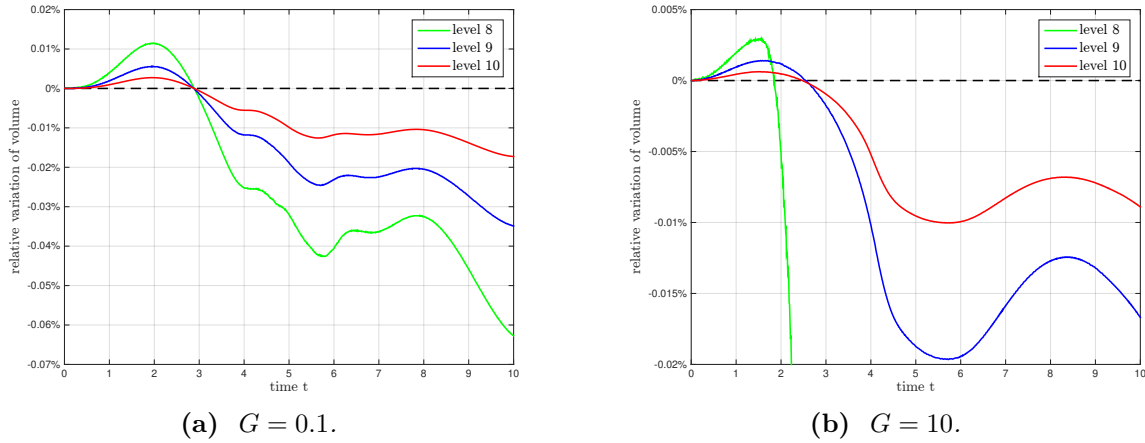 0.02%
0.01%
0%
-0.01%
-0.02%
-0.03%
-0.04%
-0.05%
-0.06%
-0.07%
relative variation of volume
level 8
level 9
level 10
0 1 2 3 4 5 6 7 8 9 10
time t
(a) G = 0.1.
0.005%
0%
-0.005%
-0.01%
-0.015%
-0.02%
relative variation of volume
level 8
level 9
level 10
0 1 2 3 4 5 6 7 8 9 10
time t
(b) G = 10.